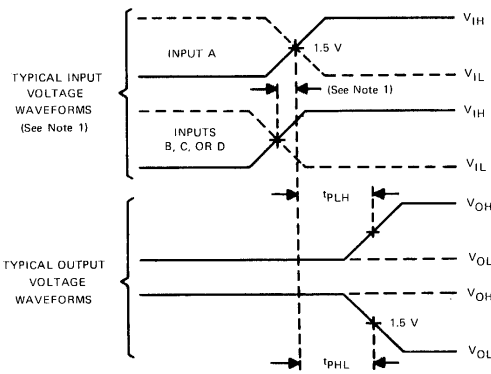 TYPICAL INPUT
VOLTAGE
WAVEFORMS
(See Note 1)
INPUT A
1.5 V
VIH
VIL
(See Note 1)
INPUTS
B, C, OR D
VIH
VIL
tPLH
TYPICAL OUTPUT
VOLTAGE
WAVEFORMS
VOH
VOL
VOH
1.5 V
VOL
tPHL